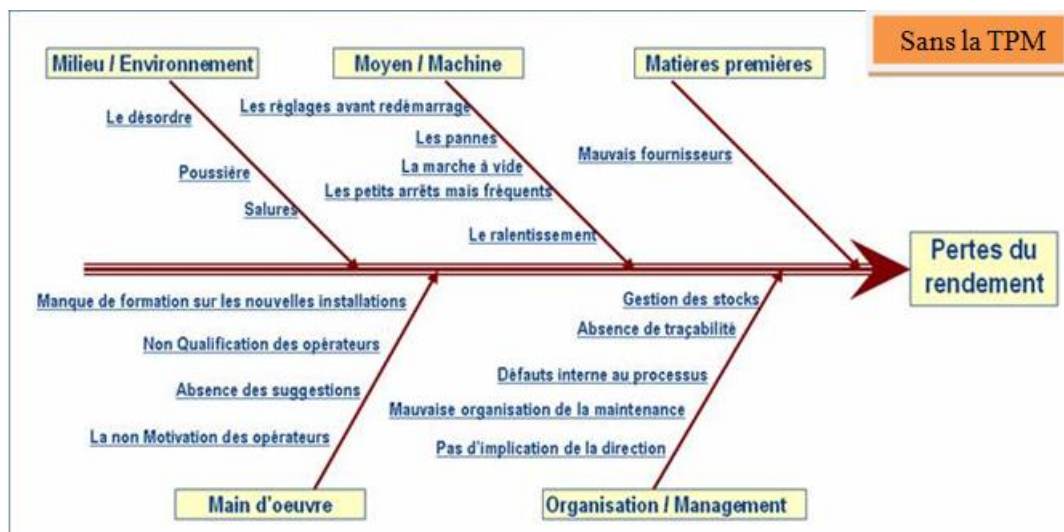 Sans la TPM
Milieu / Environnement
Moyen / Machine
Matières premières
Le désordre
Poussière
Salures
Les réglages avant redémarrage
Les pannes
La marche à vide
Les petits arrêts mais fréquents
Le ralentissement
Mauvais fournisseurs
Pertes du
rendement
Manque de formation sur les nouvelles installations
Non Qualification des opérateurs
Absence des suggestions
La non Motivation des opérateurs
Gestion des stocks
Absence de traçabilité
Défauts interne au processus
Mauvaise organisation de la maintenance
Pas d'implication de la direction
Main d'oeuvre
Organisation / Management